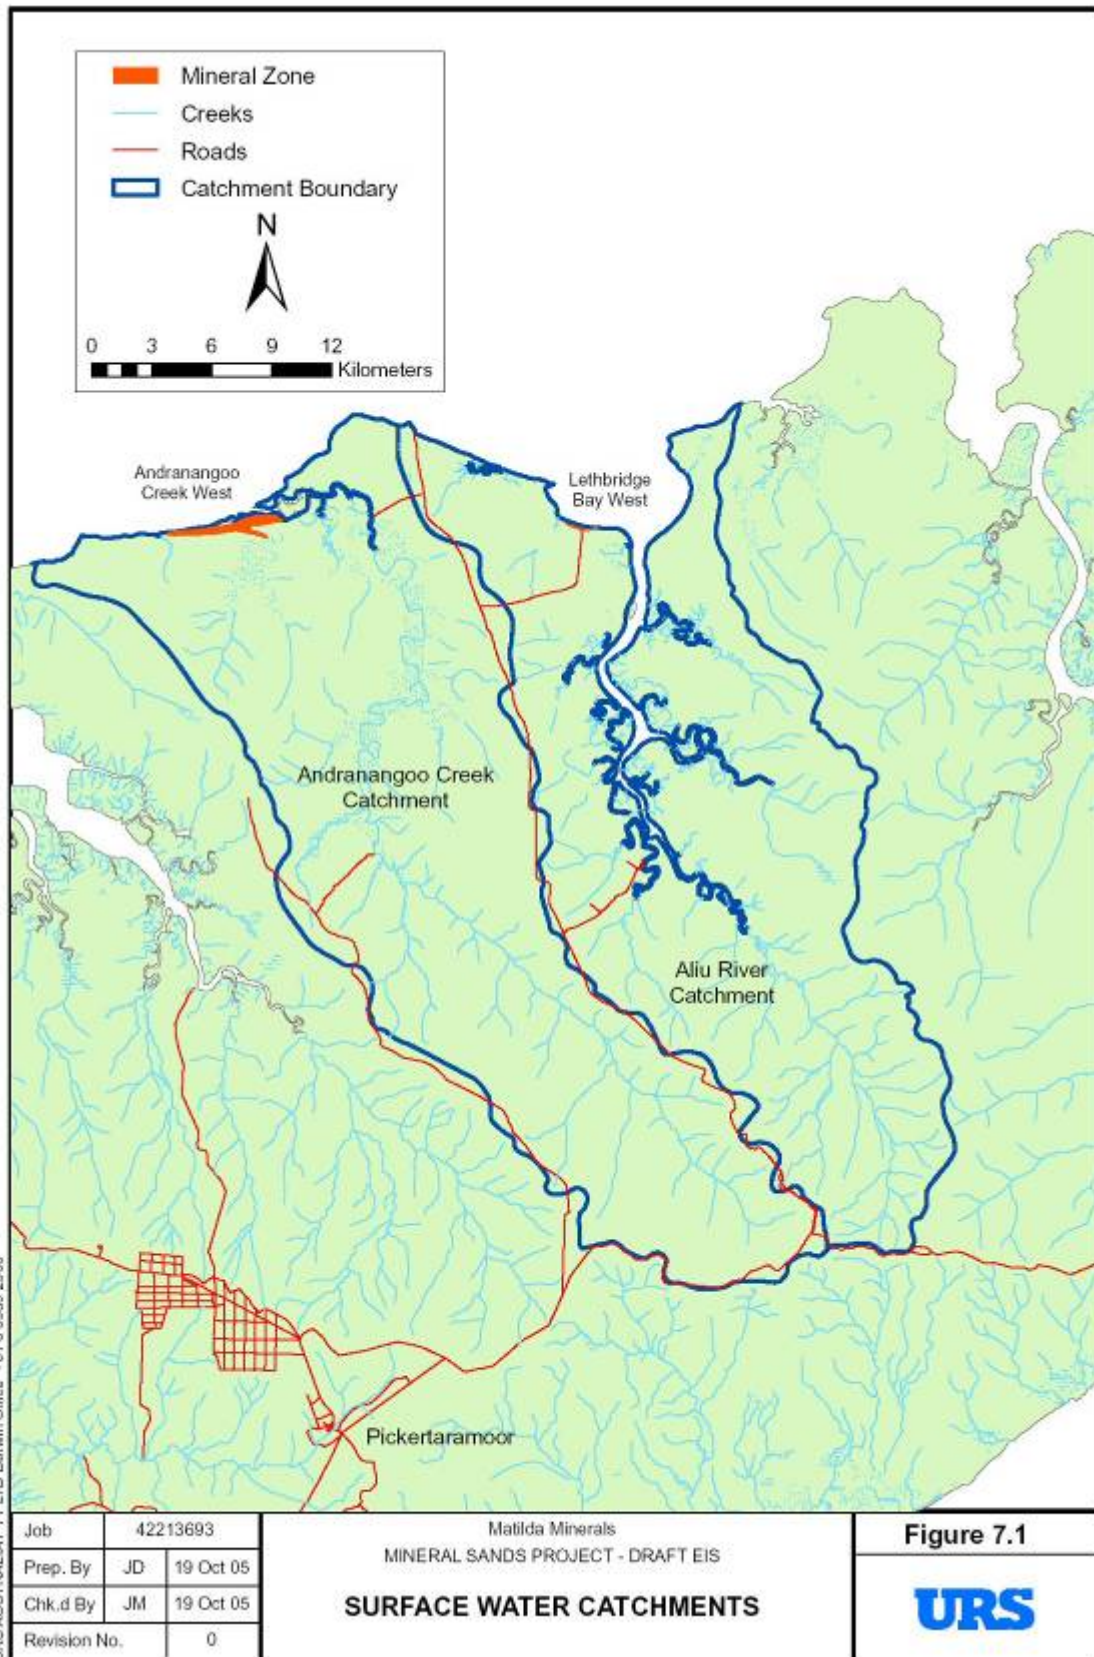 Mineral Zone
Creeks
Roads
Catchment Boundary
N
0 3 6 9 12
Kilometers
Andranangoo
Creek West
Lethbridge
Bay West
Andranangoo Creek
Catchment
Aliu River
Catchment
Pickertaramoor
Job 42213693
Prep. By JD 19 Oct 05
Chk.d By JM 19 Oct 05
Revision No. 0
Matilda Minerals
MINERAL SANDS PROJECT - DRAFT EIS
SURFACE WATER CATCHMENTS
Figure 7.1
URS